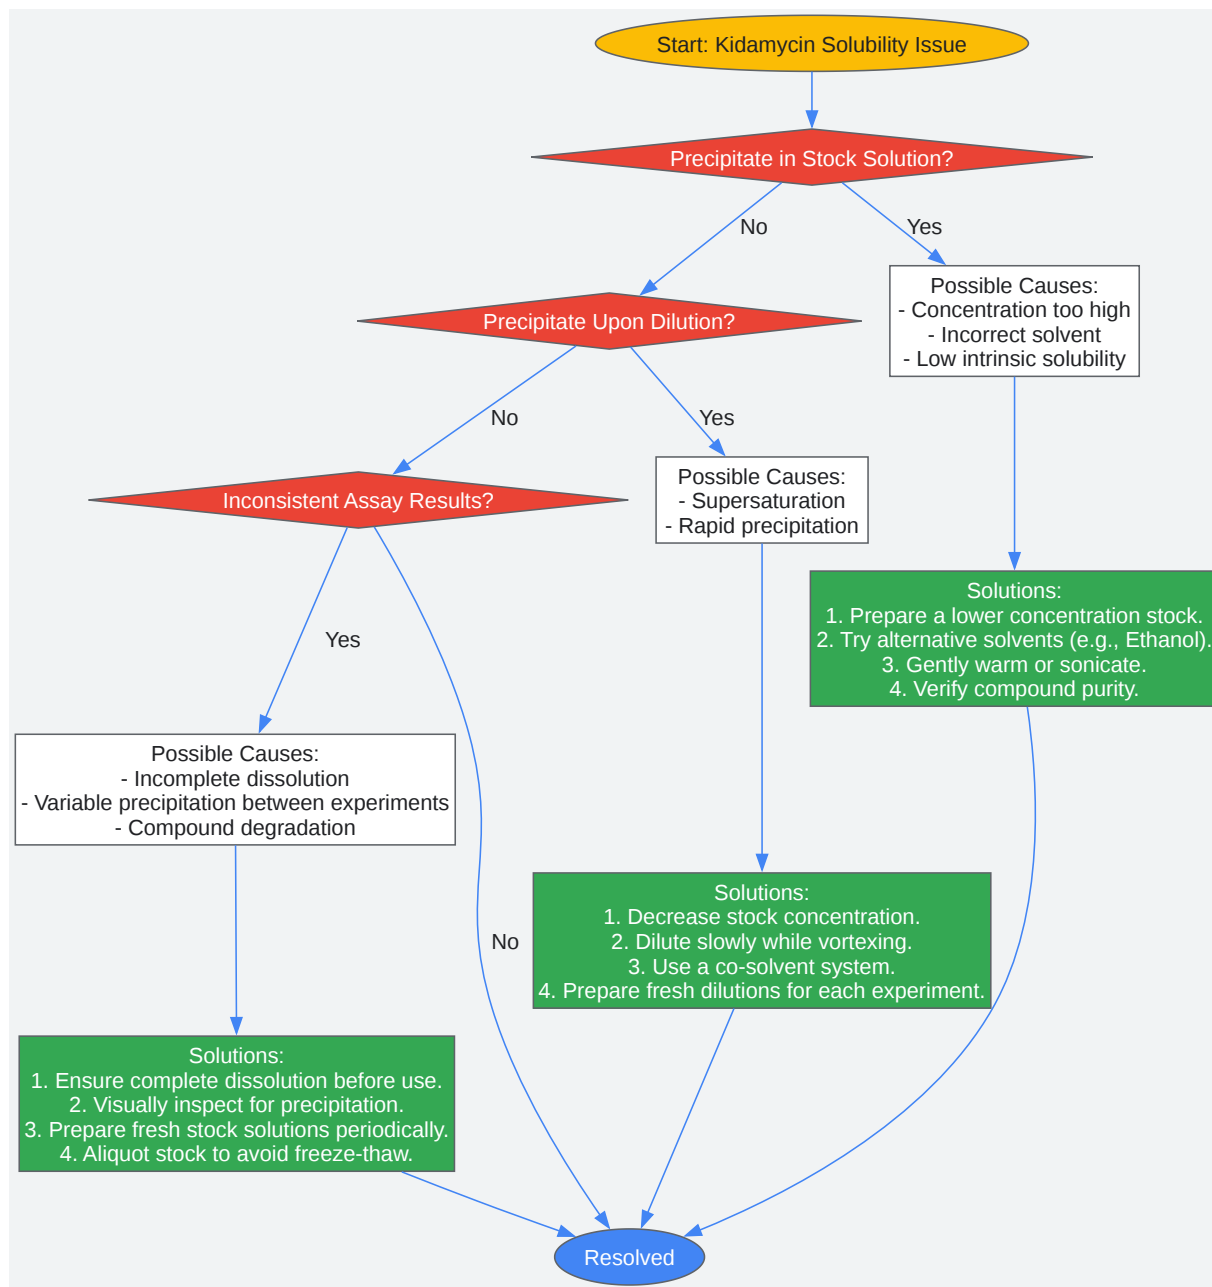 Start: Kidamycin Solubility Issue
Precipitate in Stock Solution?
No
Yes
Possible Causes:
- Concentration too high
- Incorrect solvent
- Low intrinsic solubility
Precipitate Upon Dilution?
No
Yes
Possible Causes:
- Supersaturation
- Rapid precipitation
Inconsistent Assay Results?
Solutions:
1. Prepare a lower concentration stock.
2. Try alternative solvents (e.g., Ethanol).
3. Gently warm or sonicate.
4. Verify compound purity.
Yes
Possible Causes:
- Incomplete dissolution
- Variable precipitation between experiments
- Compound degradation
No
Solutions:
1. Decrease stock concentration.
2. Dilute slowly while vortexing.
3. Use a co-solvent system.
4. Prepare fresh dilutions for each experiment.
Solutions:
1. Ensure complete dissolution before use.
2. Visually inspect for precipitation.
3. Prepare fresh stock solutions periodically.
4. Aliquot stock to avoid freeze-thaw.
Resolved